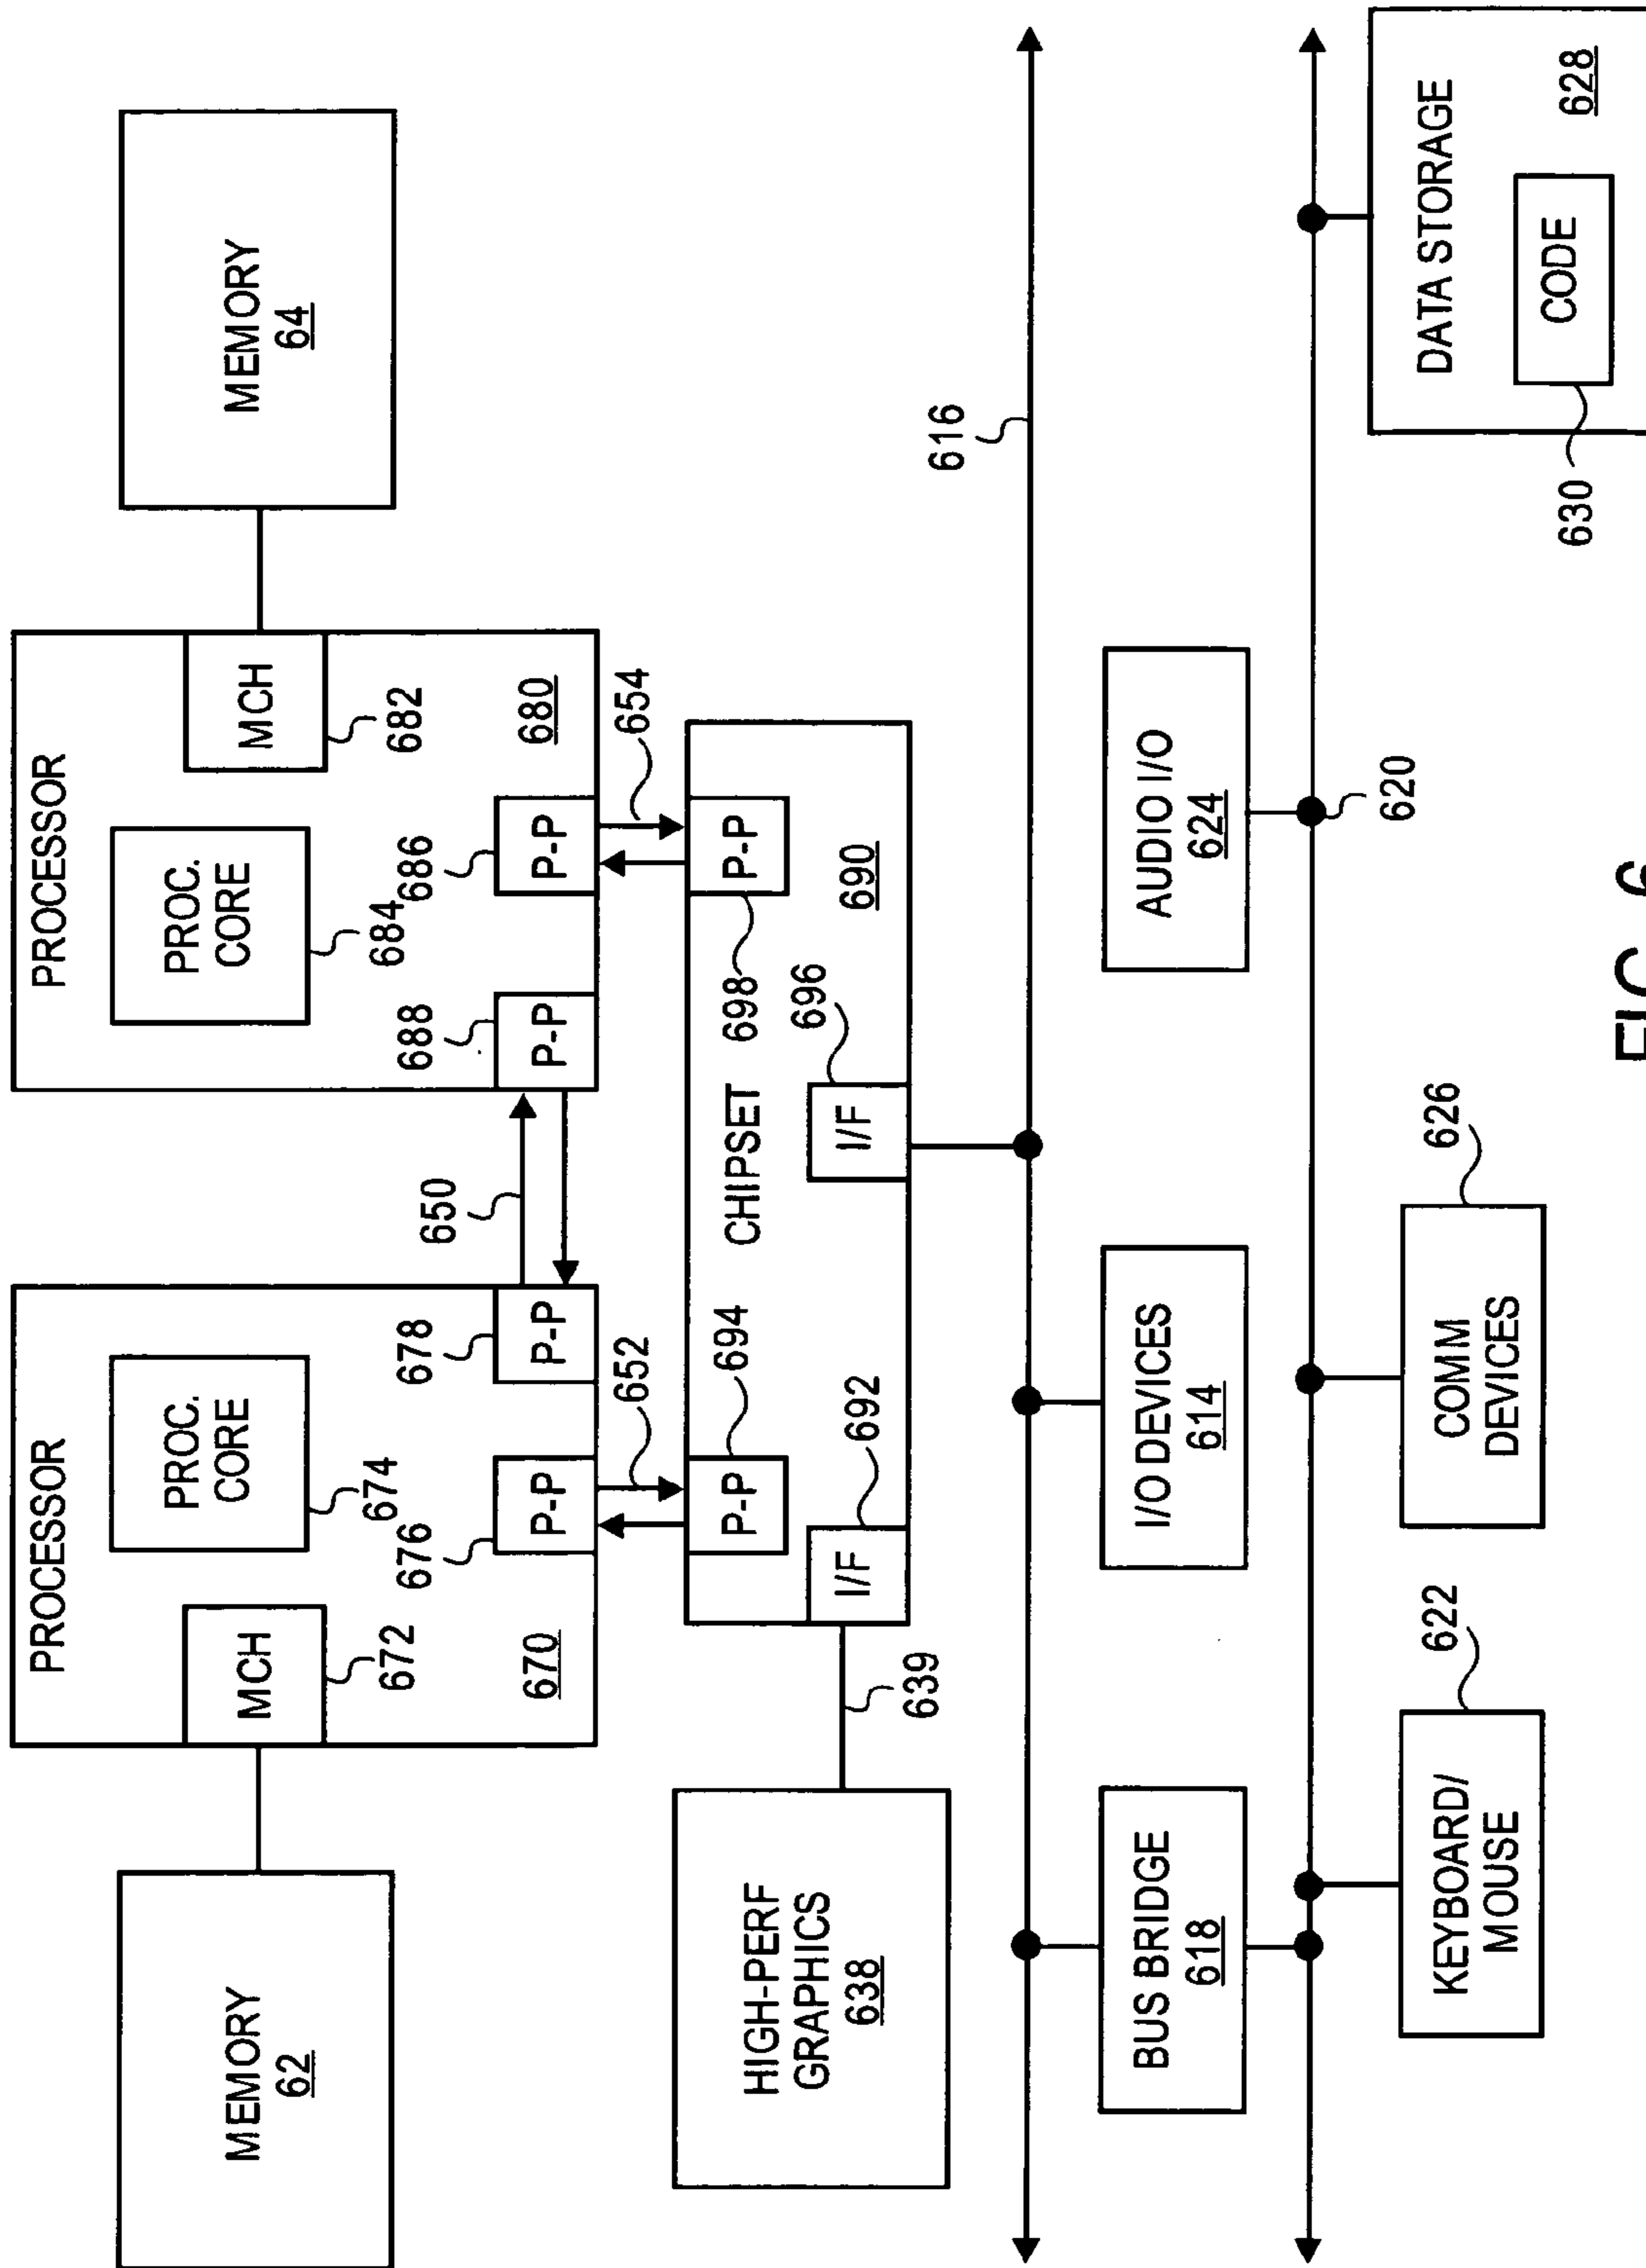 PROCESSOR
PROCESSOR
MEMORY
62
MCH
672
PROC.
CORE
674
670
676
P-P
678
P-P
650
PROC.
CORE
684
MCH
682
688
P-P
686
P-P
680
MEMORY
64
652
654
HIGH-PERF
GRAPHICS
638
639
P-P
694
I/F
692
CHIPSET
I/F
696
P-P
698
690
616
BUS BRIDGE
618
I/O DEVICES
614
AUDIO I/O
624
620
KEYBOARD/
MOUSE
622
COMM
DEVICES
626
DATA STORAGE
628
CODE
630